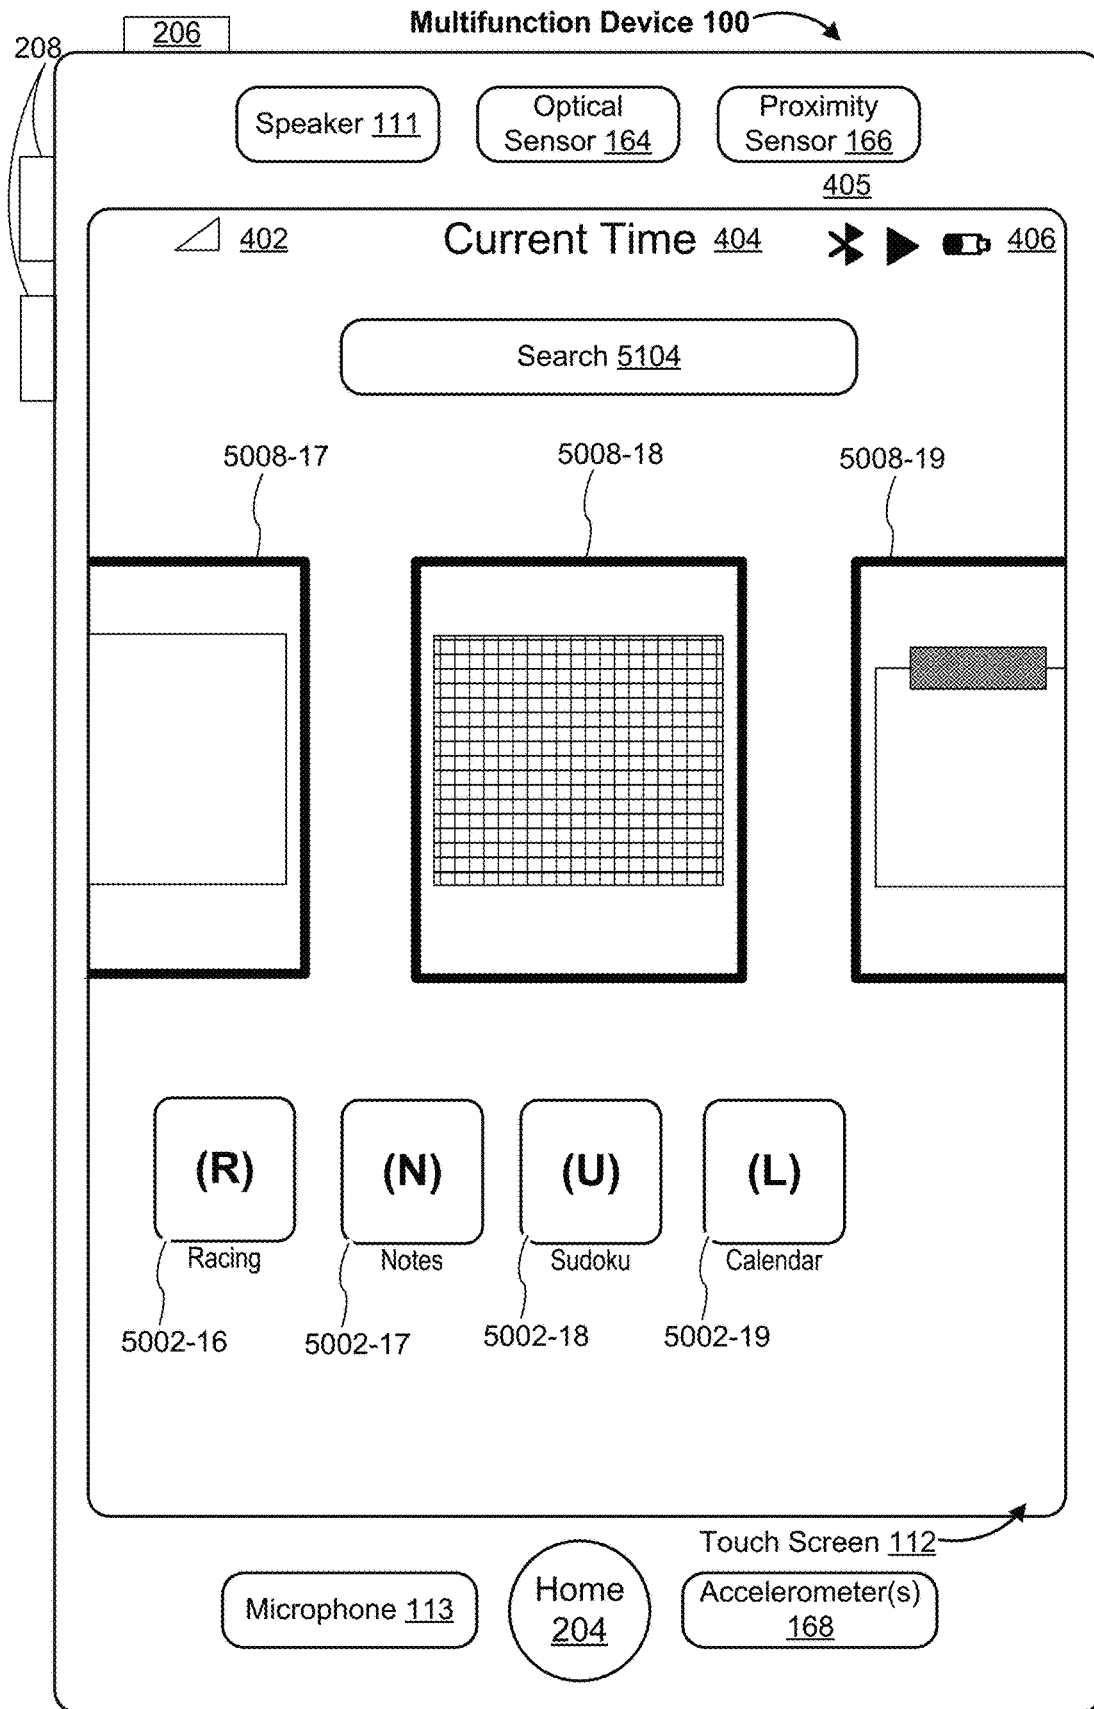 Multifunction Device 100
206
208
Speaker 111
Optical
Sensor 164
Proximity
Sensor 166
405
402
Current Time 404
406
Search 5104
5008-17
5008-18
5008-19
(R)
(N)
(U)
(L)
Racing
Notes
Sudoku
Calendar
5002-16
5002-17
5002-18
5002-19
Touch Screen 112
Microphone 113
Home
204
Accelerometer(s)
168